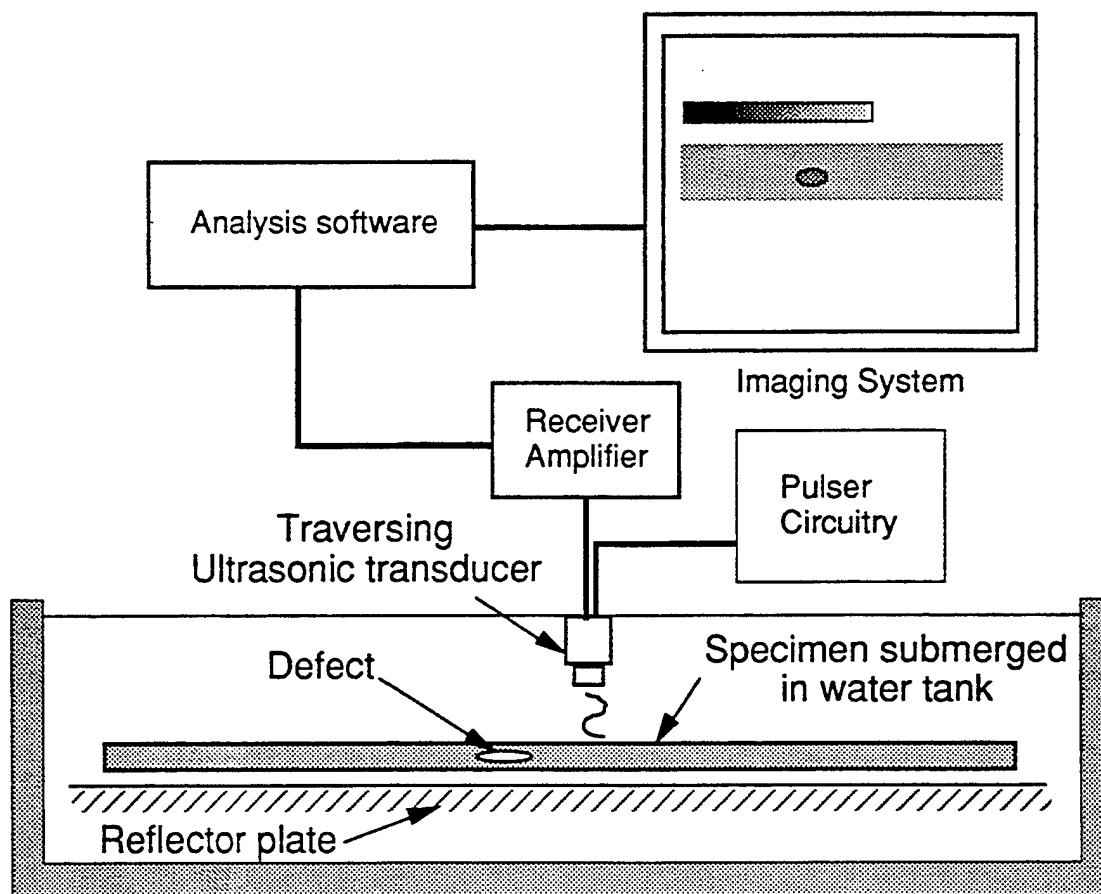 Analysis software
Imaging System
Receiver
Amplifier
Pulser
Circuitry
Traversing
Ultrasonic transducer
Defect
Specimen submerged
in water tank
Reflector plate